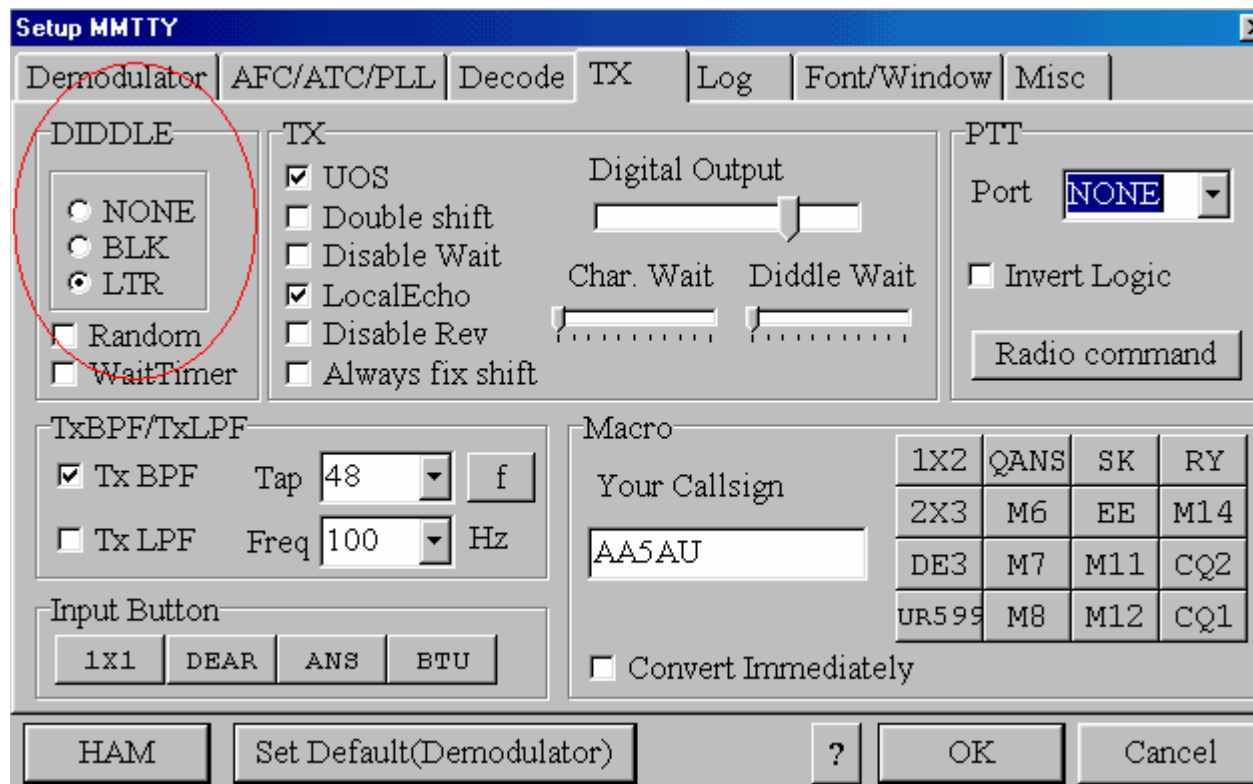 Setup MMTTY
Demodulator AFC/ATC/PLL Decode TX Log Font/Window Misc
DIDDLE
NONE
BLK
LTR
Random
WaitTimer
TX
UOS
Double shift
Disable Wait
LocalEcho
Disable Rev
Always fix shift
Digital Output
Char. Wait Diddle Wait
PTT
Port NONE
Invert Logic
Radio command
TxBPF/TxLPF
Tx BPF Tap 48 f
Tx LPF Freq 100 Hz
Input Button
1X1 DEAR ANS BTU
Macro
Your Callsign
AA5AU
Convert Immediately
1X2 QANS SK RY
2X3 M6 EE M14
DE3 M7 M11 CQ2
UR599 M8 M12 CQ1
HAM Set Default(Demodulator) ? OK Cancel